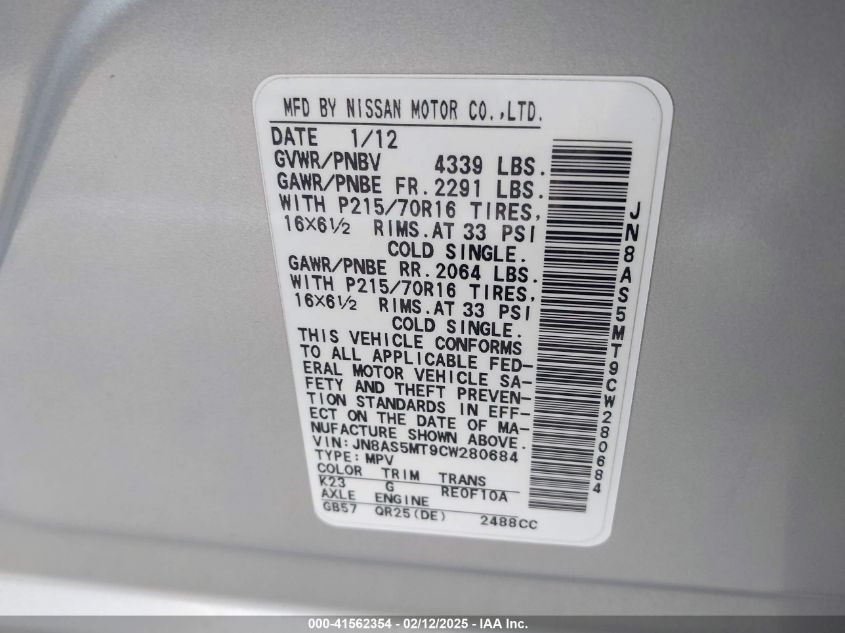 MFD BY NISSAN MOTOR CO.,LTD.
DATE 1/12
GVWR/PNBV 4339 LBS.
GAWR/PNBE FR.2291 LBS.
WITH P215/70R16 TIRES,
16X6½ RIMS.AT 33 PSI
COLD SINGLE.
GAWR/PNBE RR.2064 LBS.
WITH P215/70R16 TIRES,
16X6½ RIMS.AT 33 PSI
COLD SINGLE.
THIS VEHICLE CONFORMS
TO ALL APPLICABLE FED-
ERAL MOTOR VEHICLE SA-
FETY AND THEFT PREVEN-
TION STANDARDS IN EFF-
ECT ON THE DATE OF MA-
NUFACTURE SHOWN ABOVE.
VIN:JN8AS5MT9CW280684
TYPE:MPV
COLOR TRIM TRANS
K23 G RE0F10A
AXLE ENGINE
GB57 QR25(DE) 2488CC
JN8AS5MT9CW280684
000-41562354 - 02/12/2025 - IAA, Inc.